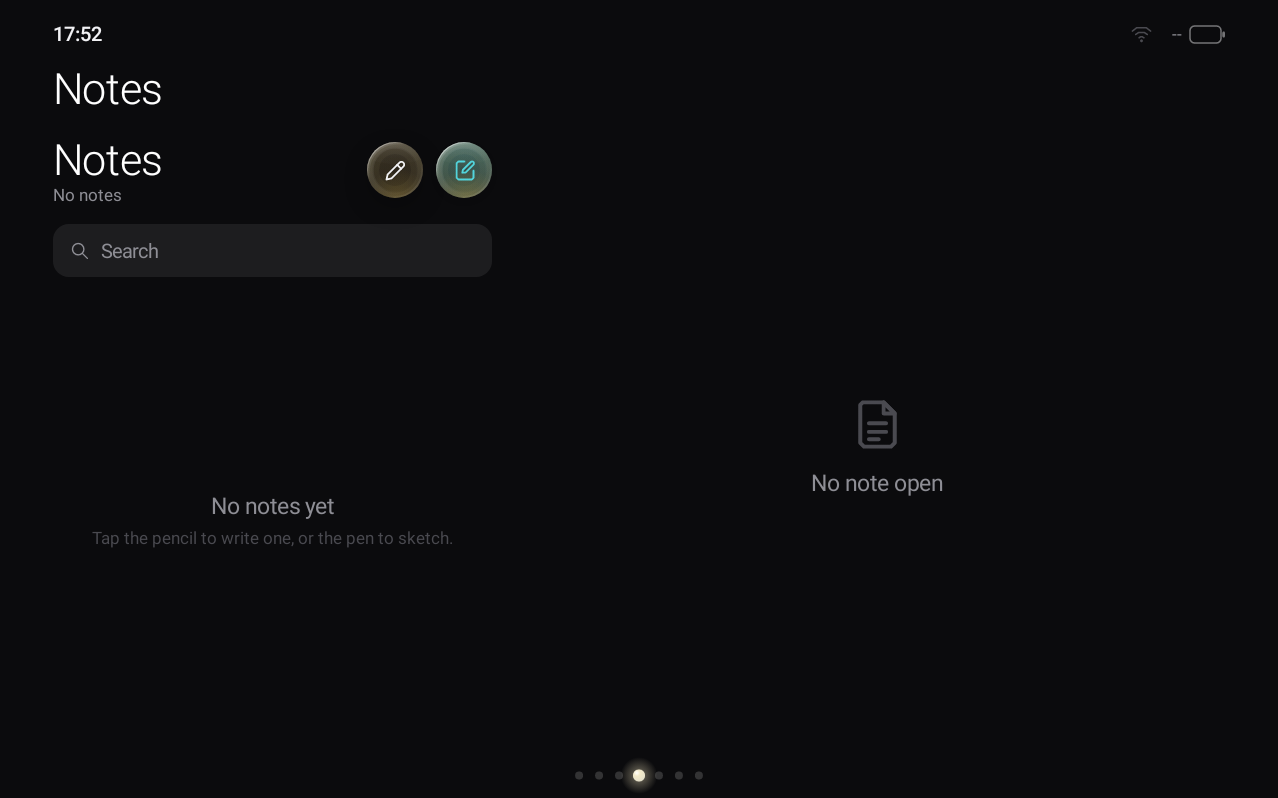 17:52
--
Notes
Notes
No notes
Search
No notes yet
Tap the pencil to write one, or the pen to sketch.
No note open